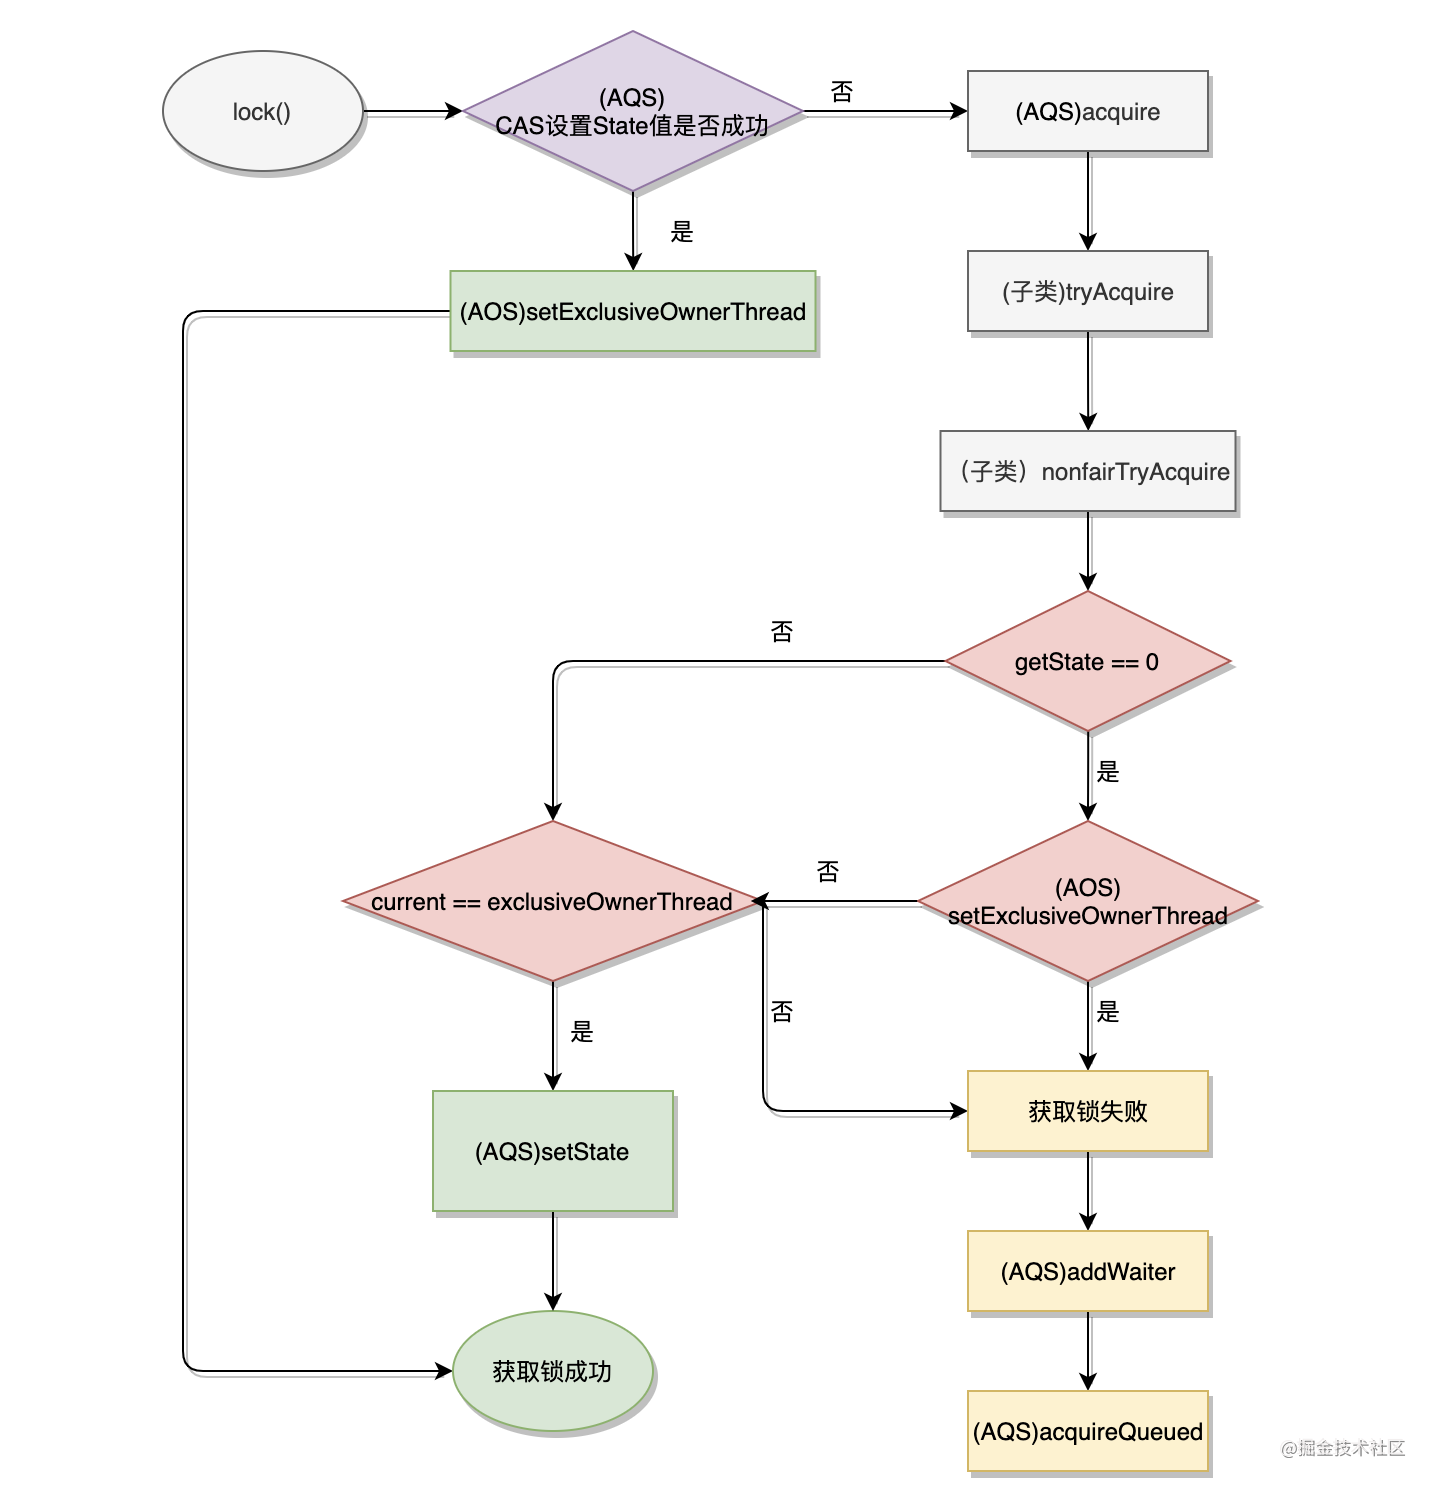 lock()
(AQS)
CAS设置State值是否成功
否
(AQS)acquire
是
(AOS)setExclusiveOwnerThread
(子类)tryAcquire
（子类）nonfairTryAcquire
否
getState == 0
是
current == exclusiveOwnerThread
否
(AOS)
setExclusiveOwnerThread
是
否
是
(AQS)setState
获取锁失败
(AQS)addWaiter
获取锁成功
(AQS)acquireQueued
@掘金技术社区